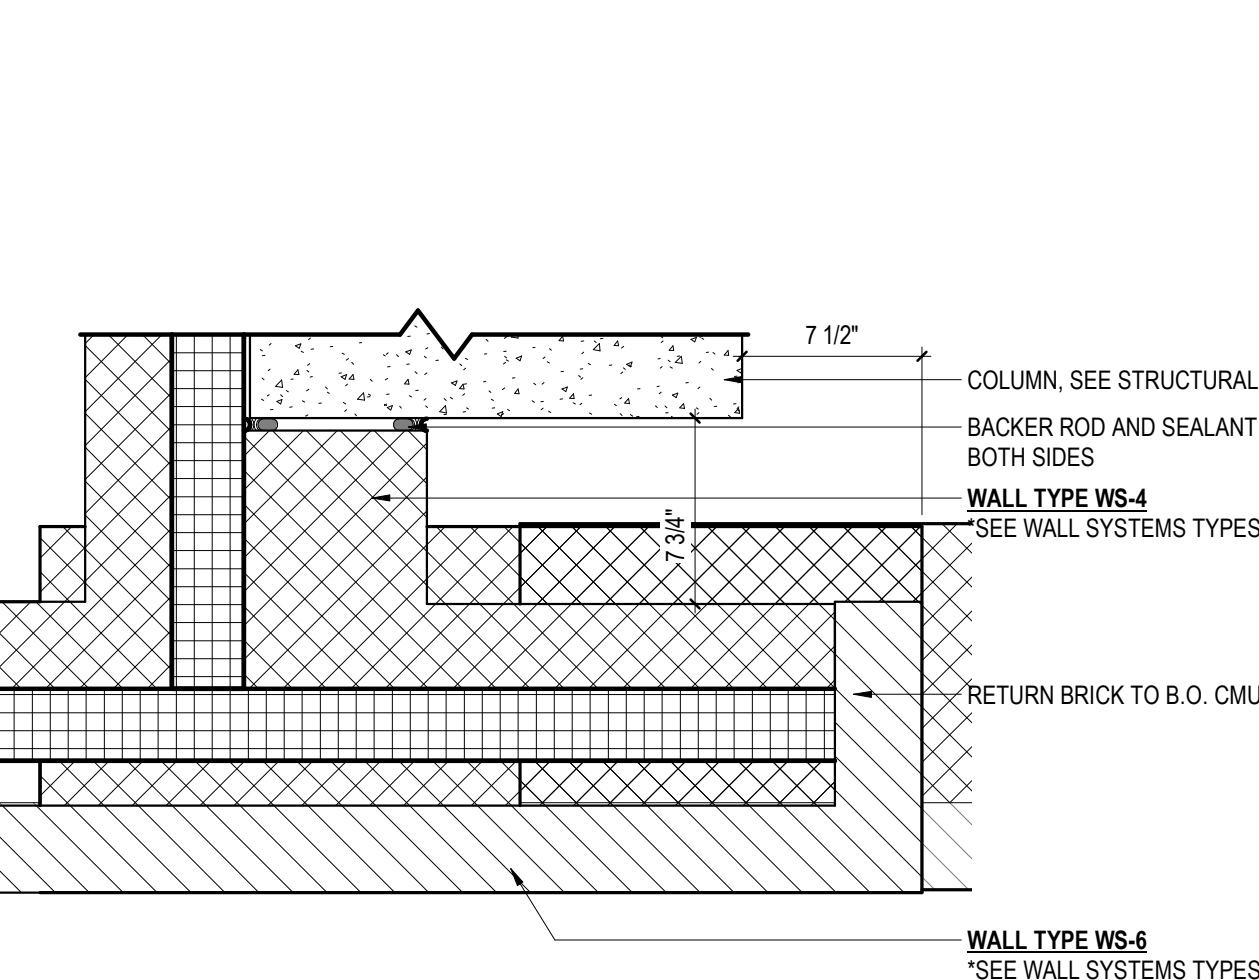 7 1/2"
COLUMN, SEE STRUCTURAL
BACKER ROD AND SEALANT
BOTH SIDES
WALL TYPE WS-4
*SEE WALL SYSTEMS TYPES
7 3/4"
RETURN BRICK TO B.O. CMU
WALL TYPE WS-6
*SEE WALL SYSTEMS TYPES